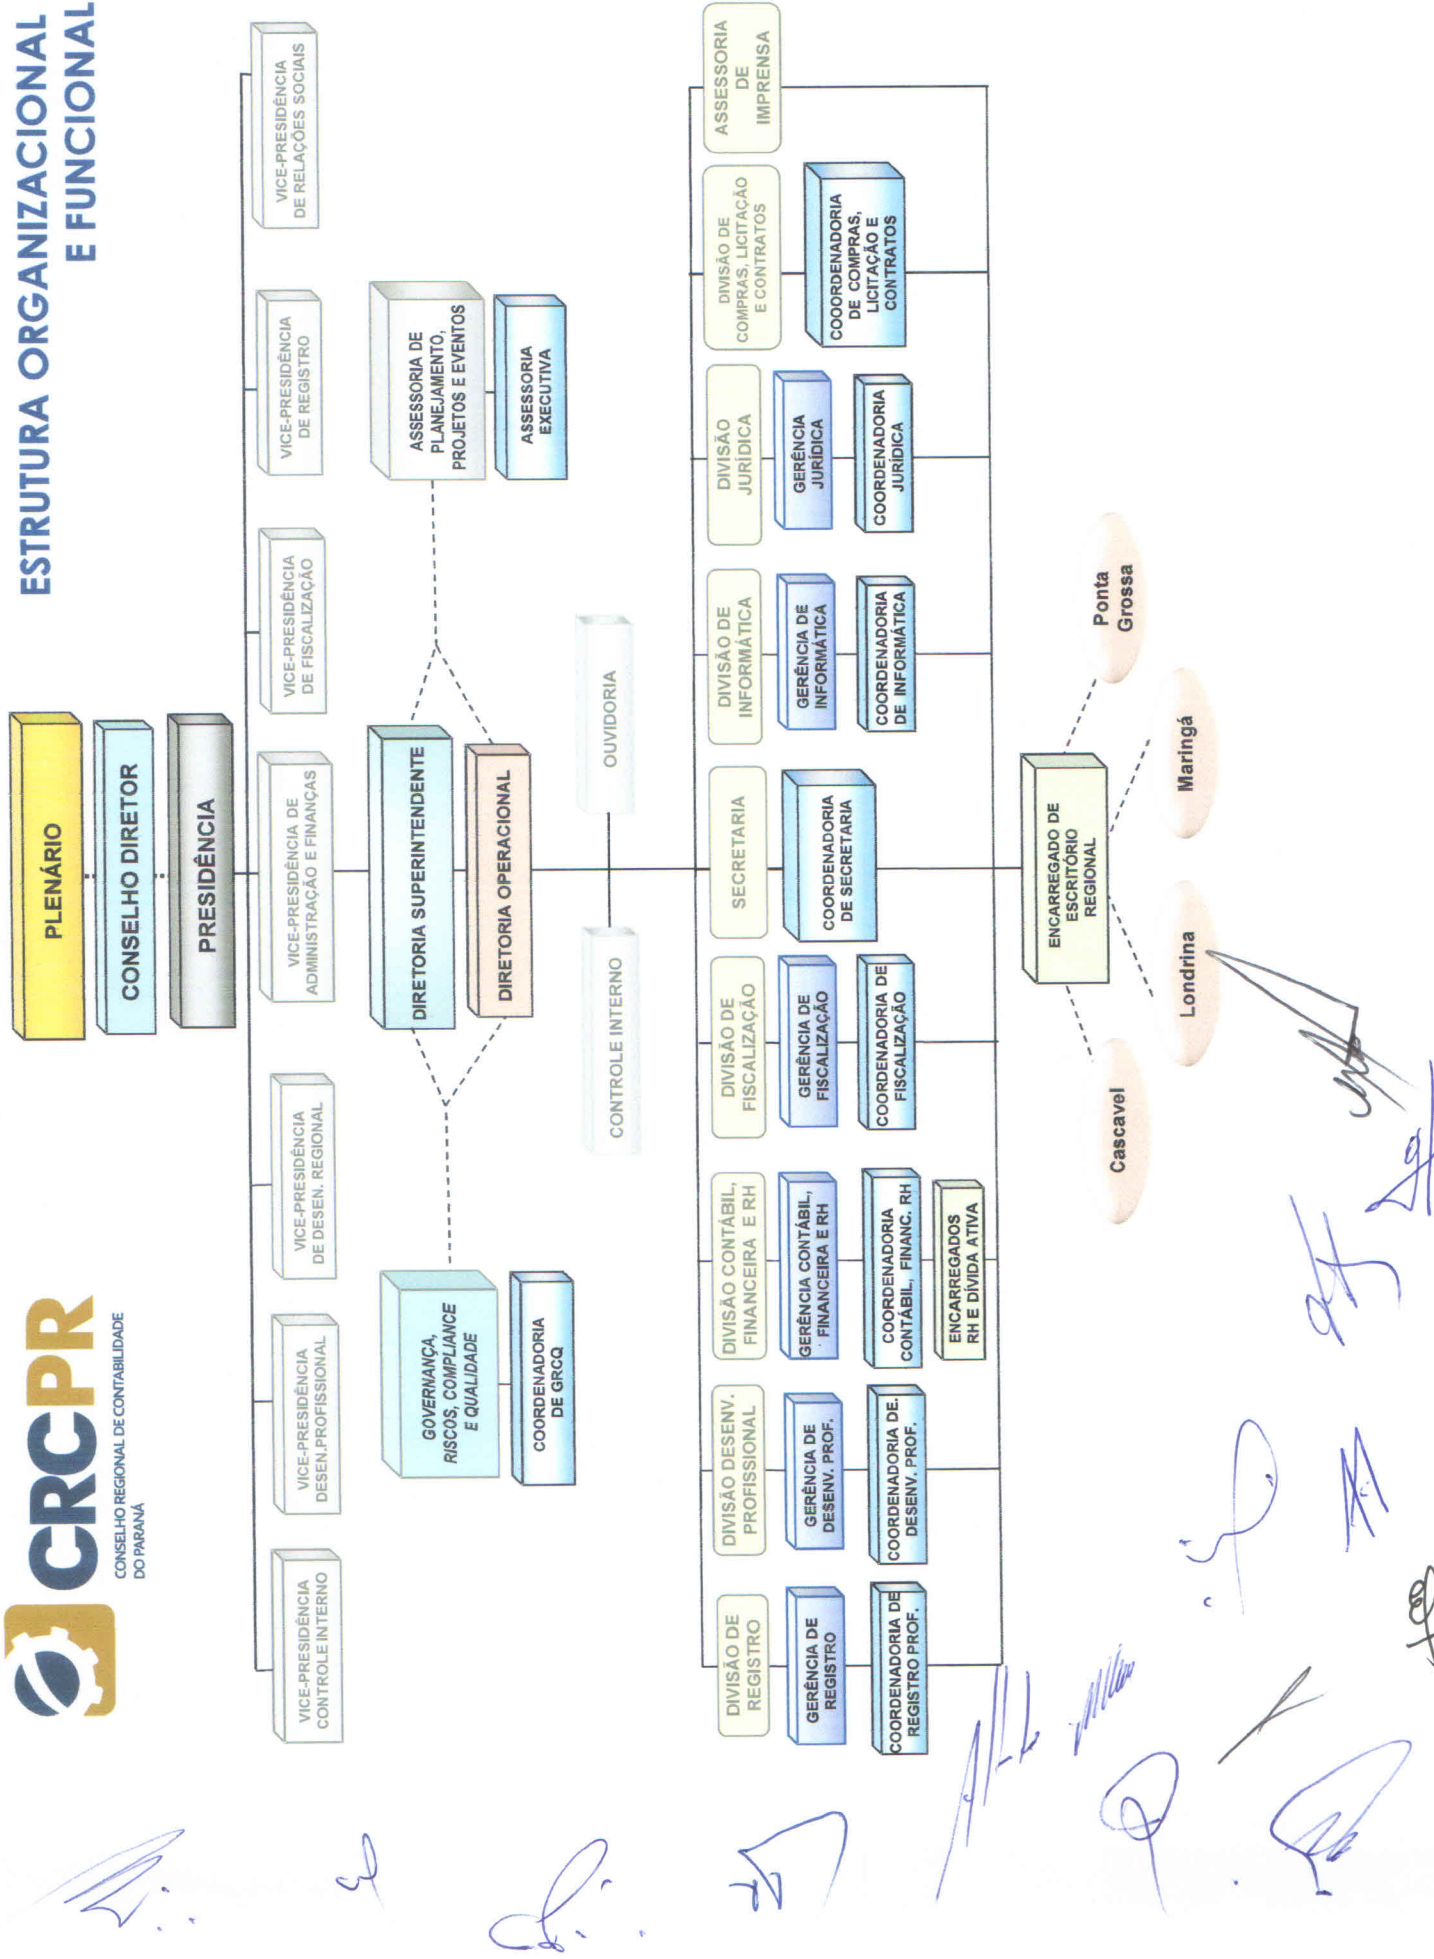 CRCPR
CONSELHO REGIONAL DE CONTABILIDADE
DO PARANÁ
ESTRUTURA ORGANIZACIONAL
E FUNCIONAL
PLENÁRIO
CONSELHO DIRETOR
PRESIDÊNCIA
VICE-PRESIDÊNCIA
CONTROLE INTERNO
VICE-PRESIDÊNCIA
DESEN.PROFISSIONAL
VICE-PRESIDÊNCIA
DE DESEN. REGIONAL
VICE-PRESIDÊNCIA DE
ADMINISTRAÇÃO E FINANÇAS
VICE-PRESIDÊNCIA
DE FISCALIZAÇÃO
VICE-PRESIDÊNCIA
DE REGISTRO
VICE-PRESIDÊNCIA
DE RELAÇÕES SOCIAIS
GOVERNANÇA,
RISCOS, COMPLIANCE
E QUALIDADE
COORDENADORIA
DE GRCQ
DIRETORIA SUPERINTENDENTE
DIRETORIA OPERACIONAL
ASSESSORIA DE
PLANEJAMENTO,
PROJETOS E EVENTOS
ASSESSORIA
EXECUTIVA
CONTROLE INTERNO
OUVIDORIA
DIVISÃO DE
REGISTRO
GERÊNCIA DE
REGISTRO
COORDENADORIA DE
REGISTRO PROF.
DIVISÃO DESENV.
PROFISSIONAL
GERÊNCIA DE
DESENV. PROF.
COORDENADORIA DE.
DESENV. PROF.
DIVISÃO CONTÁBIL,
FINANCEIRA E RH
GERÊNCIA CONTÁBIL,
FINANCEIRA E RH
COORDENADORIA
CONTÁBIL, FINANC. RH
ENCARREGADOS
RH E DÍVIDA ATIVA
DIVISÃO DE
FISCALIZAÇÃO
GERÊNCIA DE
FISCALIZAÇÃO
COORDENADORIA DE
FISCALIZAÇÃO
SECRETARIA
COORDENADORIA
DE SECRETARIA
DIVISÃO DE
INFORMÁTICA
GERÊNCIA DE
INFORMÁTICA
COORDENADORIA
DE INFORMÁTICA
DIVISÃO
JURÍDICA
GERÊNCIA
JURÍDICA
COORDENADORIA
JURÍDICA
DIVISÃO DE
COMPRAS, LICITAÇÃO
E CONTRATOS
COOORDENADORIA
DE COMPRAS,
LICITAÇÃO E
CONTRATOS
ASSESSORIA
DE
IMPRENSA
ENCARREGADO DE
ESCRITÓRIO
REGIONAL
Cascavel
Londrina
Maringá
Ponta
Grossa